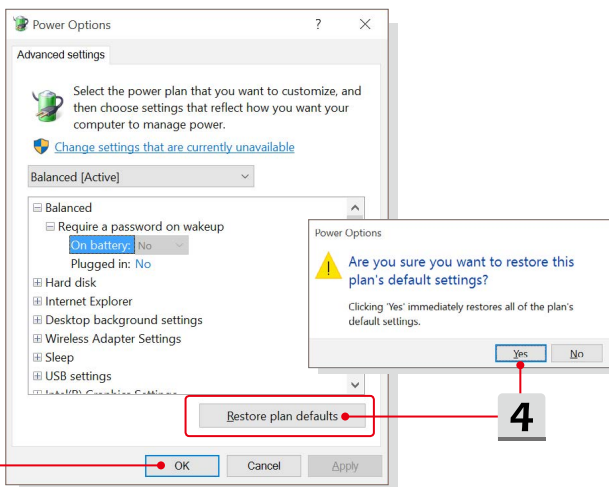 Power Options
?
Advanced settings
Select the power plan that you want to customize, and
then choose settings that reflect how you want your
computer to manage power.
Change settings that are currently unavailable
Balanced [Active]
Balanced
Require a password on wakeup
On battery: No
Plugged in: No
Hard disk
Internet Explorer
Desktop background settings
Wireless Adapter Settings
Sleep
USB settings
Intel(R) Graphics Settings
Restore plan defaults
OK Cancel Apply
Power Options
Are you sure you want to restore this
plan's default settings?
Clicking 'Yes' immediately restores all of the plan's
default settings.
Yes No
4